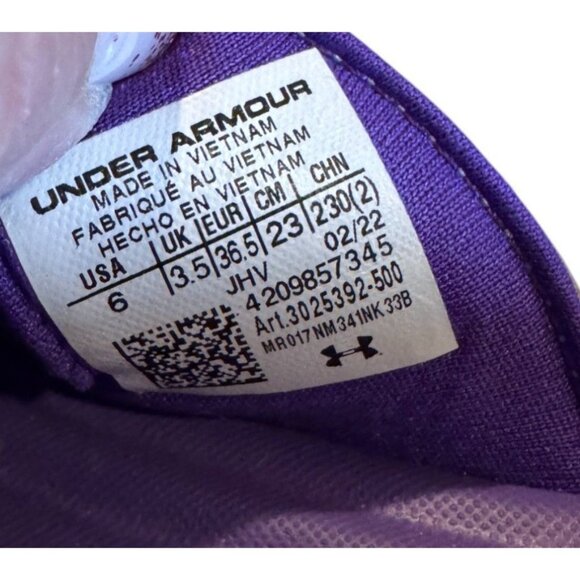 UNDER ARMOUR
MADE IN VIETNAM
FABRIQUÉ AU VIETNAM
HECHO EN VIETNAM
USA UK EUR CM CHN
6 3.5 36.5 23 230(2)
JHV 02/22
4209857345
Art.3025392-500
MR017NM341NK33B